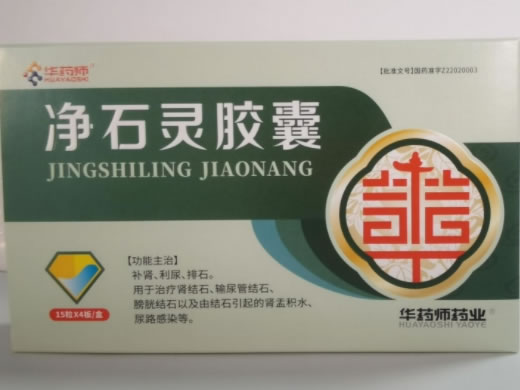 华药师®
HUAYAOSHI
【批准文号】国药准字Z22020003
净石灵胶囊
JINGSHILING JIAONANG
【功能主治】
补肾、利尿、排石。
用于治疗肾结石、输尿管结石、
膀胱结石以及由结石引起的肾盂积水、
尿路感染等。
15粒X4板/盒
华药师药业®
HUAYAOSHI YAOYE